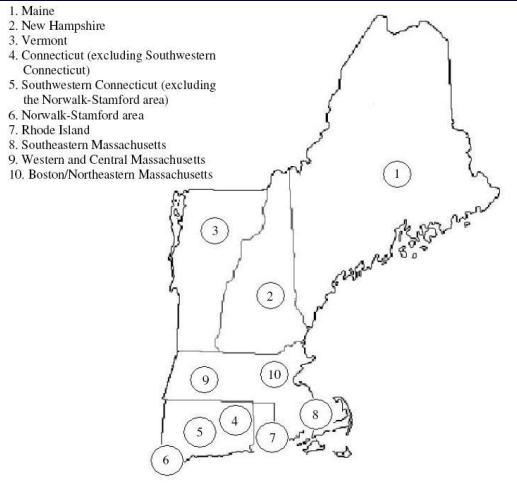 1. Maine
2. New Hampshire
3. Vermont
4. Connecticut (excluding Southwestern
Connecticut)
5. Southwestern Connecticut (excluding
the Norwalk-Stamford area)
6. Norwalk-Stamford area
7. Rhode Island
8. Southeastern Massachusetts
9. Western and Central Massachusetts
10. Boston/Northeastern Massachusetts
1
3
2
10
9
8
4
5
7
6